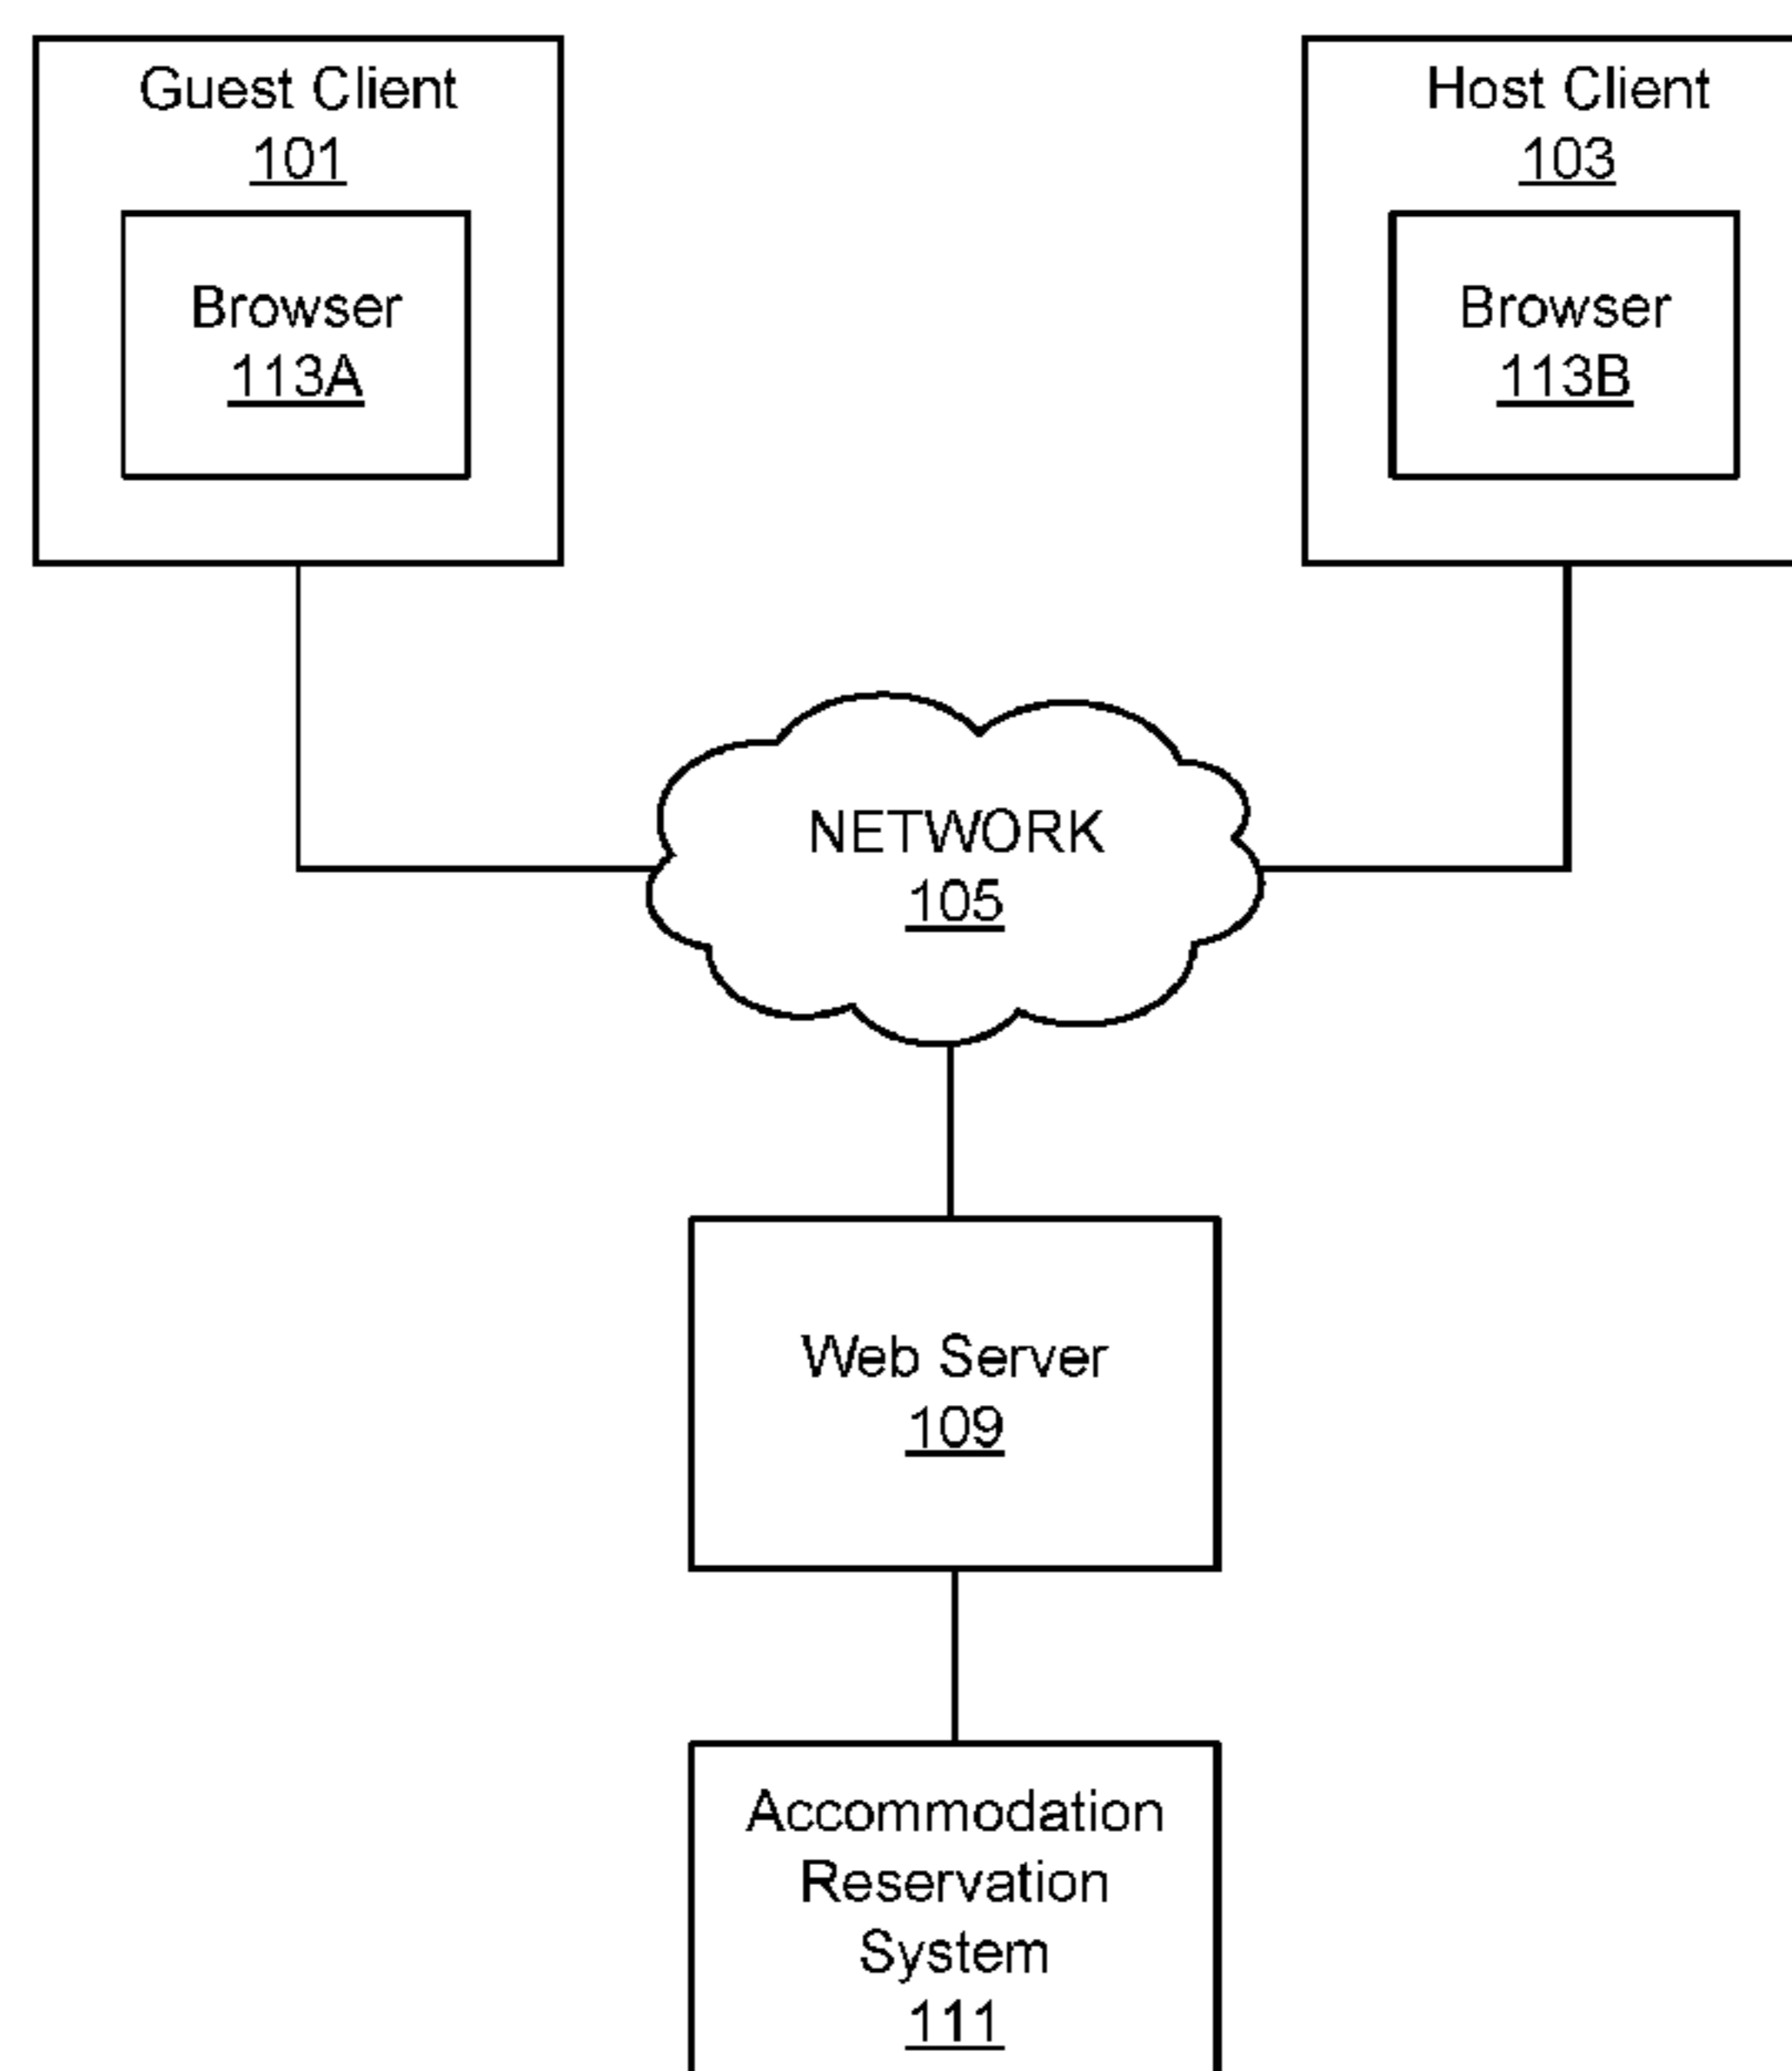 Guest Client
101
Browser
113A
Host Client
103
Browser
113B
NETWORK
105
Web Server
109
Accommodation
Reservation
System
111